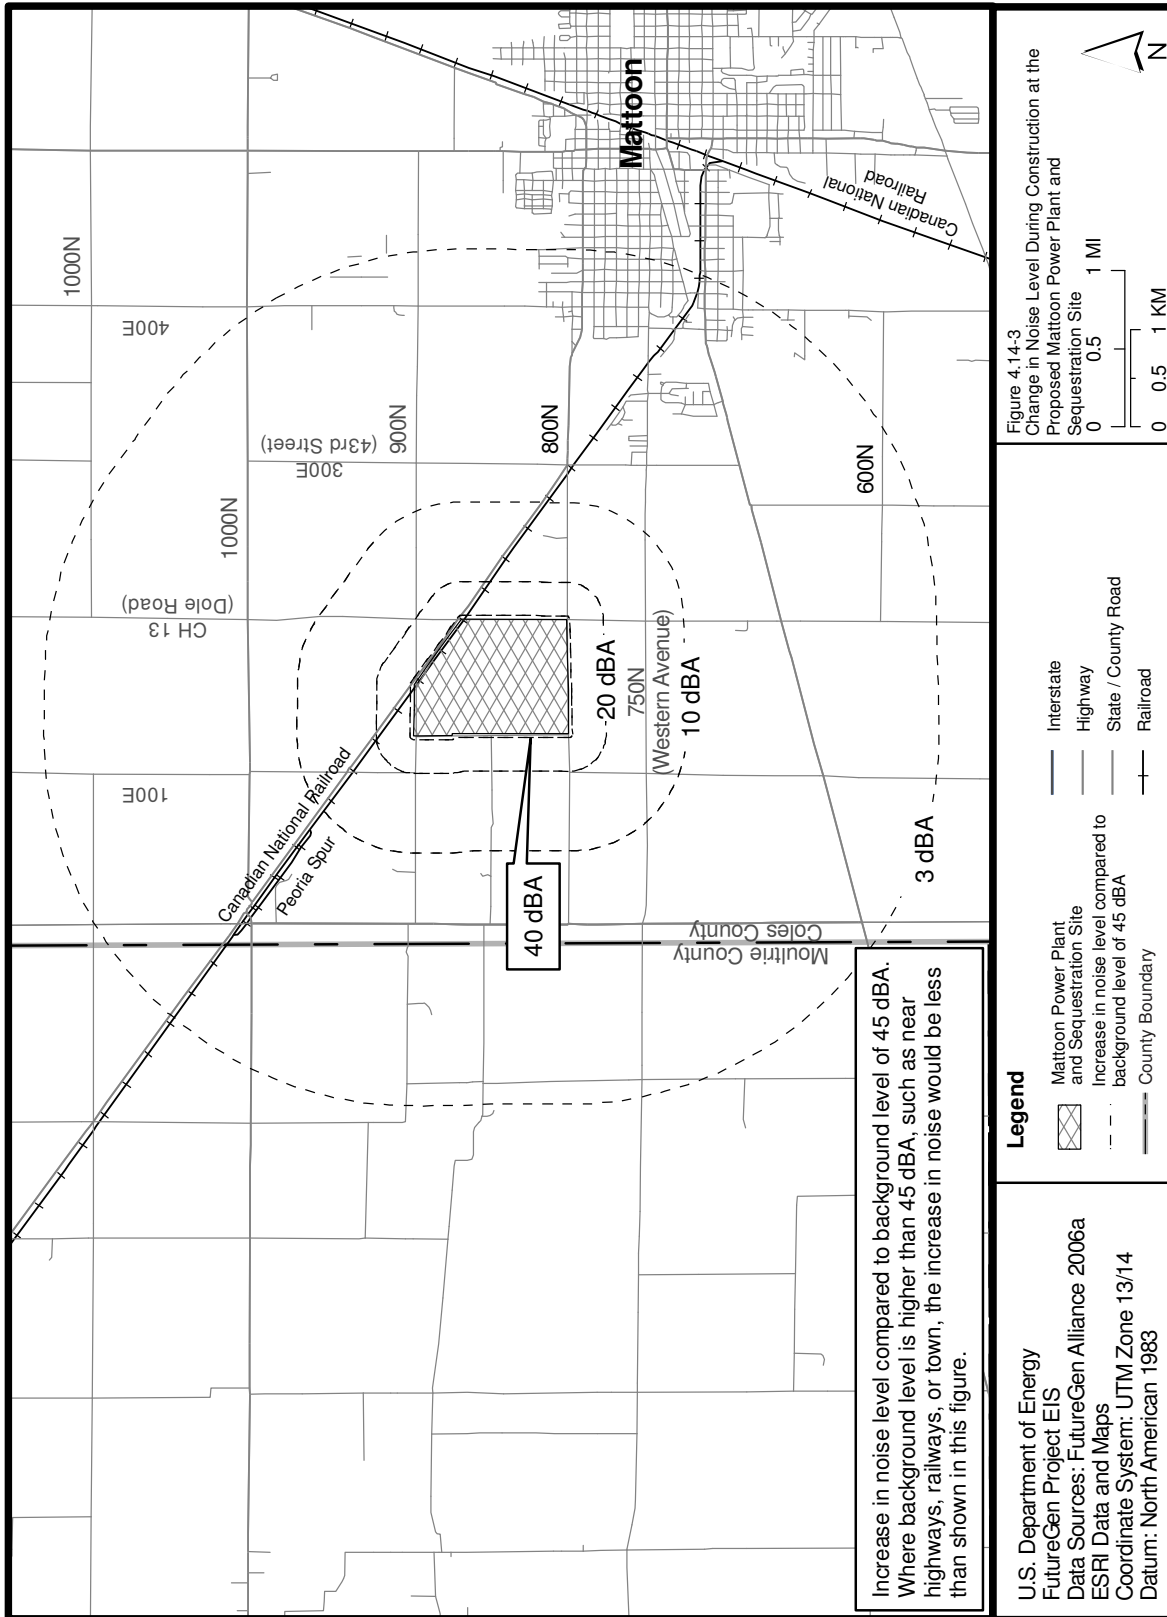 Mattoon
Canadian National
Railroad
1000N
400E
900N
(43rd Street)
300E
800N
600N
1000N
(Dole Road)
CH 13
20 dBA
750N
(Western Avenue)
10 dBA
100E
Canadian National Railroad
Peoria Spur
40 dBA
3 dBA
Coles County
Moultrie County
Increase in noise level compared to background level of 45 dBA.
Where background level is higher than 45 dBA, such as near
highways, railways, or town, the increase in noise would be less
than shown in this figure.
U.S. Department of Energy
FutureGen Project EIS
Data Sources: FutureGen Alliance 2006a
ESRI Data and Maps
Coordinate System: UTM Zone 13/14
Datum: North American 1983
Legend
Mattoon Power Plant
and Sequestration Site
Increase in noise level compared to
background level of 45 dBA
County Boundary
Interstate
Highway
State / County Road
Railroad
Figure 4.14-3
Change in Noise Level During Construction at the
Proposed Mattoon Power Plant and
Sequestration Site
0 0.5 1 MI
0 0.5 1 KM
N